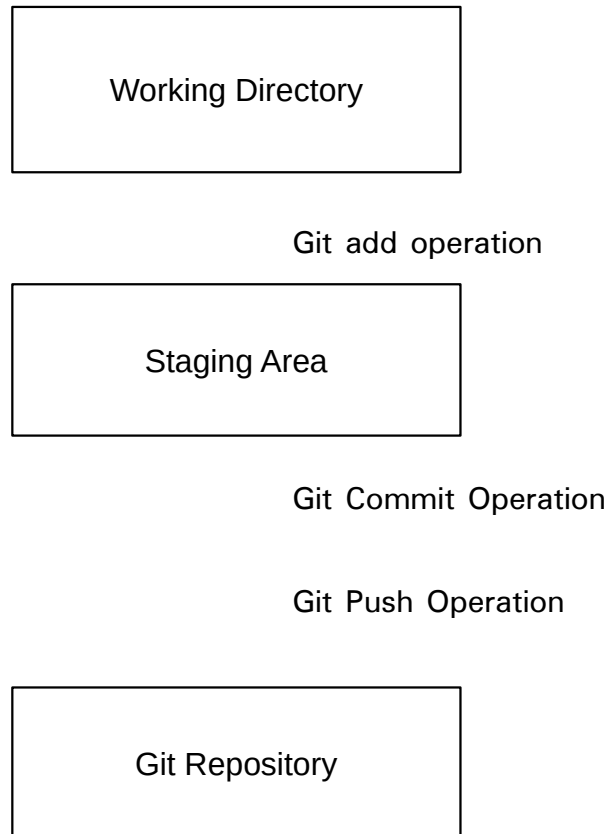 Working Directory
Git add operation
Staging Area
Git Commit Operation
Git Push Operation
Git Repository